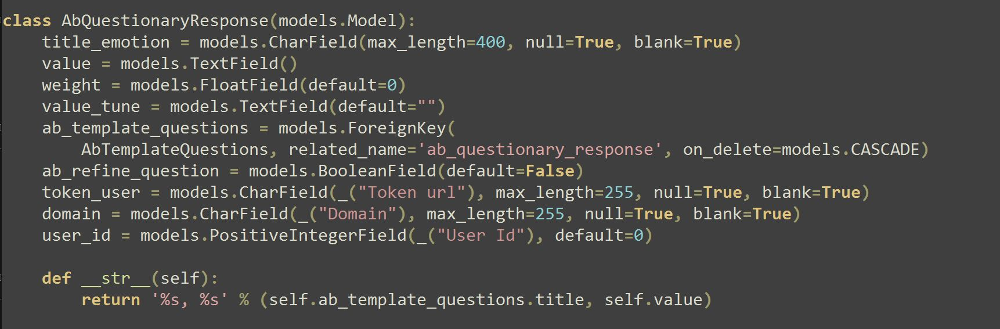 class AbQuestionaryResponse(models.Model):
    title_emotion = models.CharField(max_length=400, null=True, blank=True)
    value = models.TextField()
    weight = models.FloatField(default=0)
    value_tune = models.TextField(default="")
    ab_template_questions = models.ForeignKey(
        AbTemplateQuestions, related_name='ab_questionary_response', on_delete=models.CASCADE)
    ab_refine_question = models.BooleanField(default=False)
    token_user = models.CharField(_("Token url"), max_length=255, null=True, blank=True)
    domain = models.CharField(_("Domain"), max_length=255, null=True, blank=True)
    user_id = models.PositiveIntegerField(_("User Id"), default=0)

    def __str__(self):
        return '%s, %s' % (self.ab_template_questions.title, self.value)